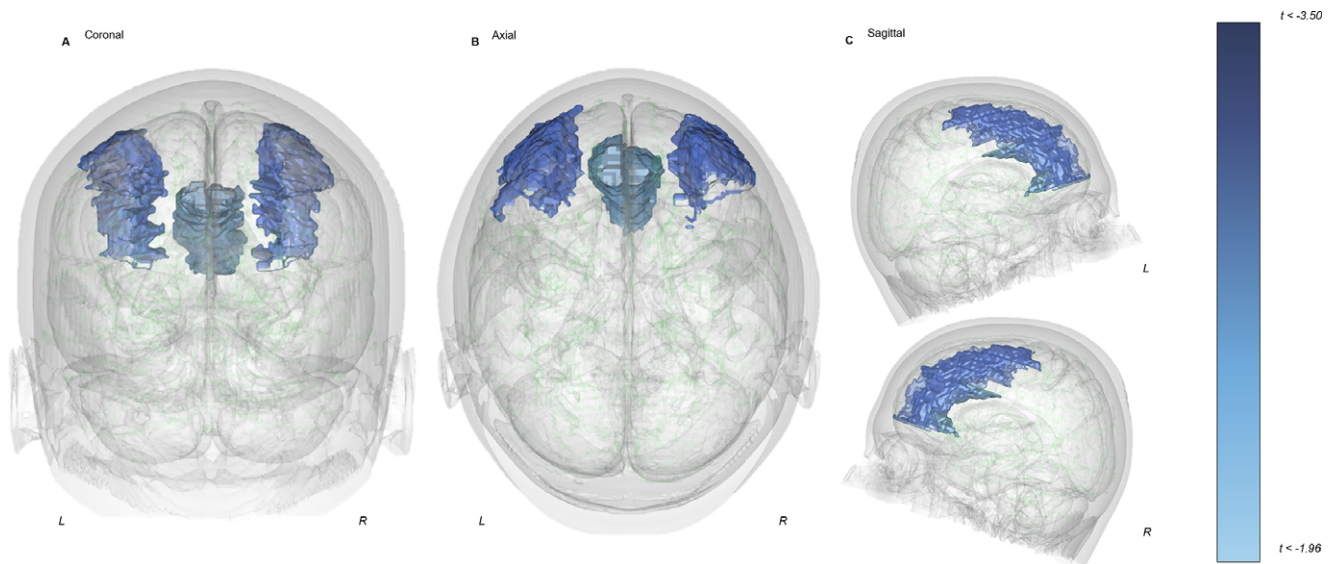 A Coronal
B Axial
C Sagittal
t < -3.50
L
L R
L R
R
t < -1.96